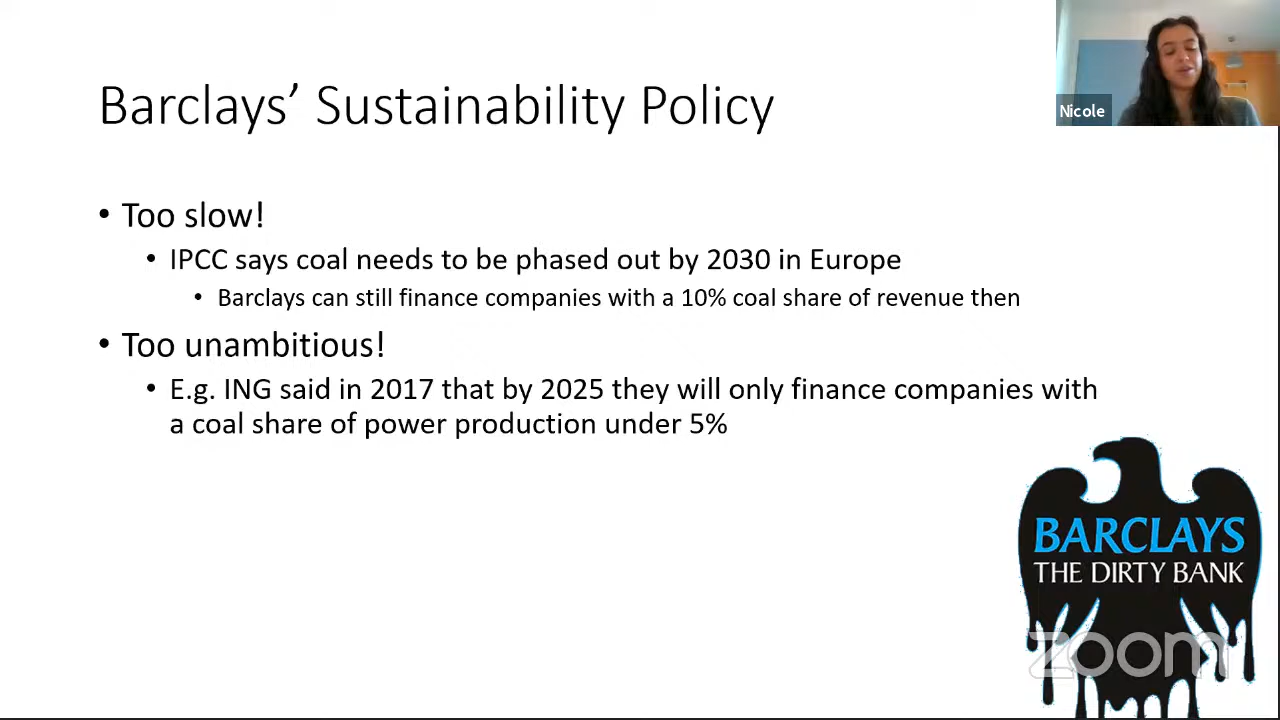 Barclays' Sustainability Policy
Nicole
• Too slow!
• IPCC says coal needs to be phased out by 2030 in Europe
• Barclays can still finance companies with a 10% coal share of revenue then
• Too unambitious!
• E.g. ING said in 2017 that by 2025 they will only finance companies with
a coal share of power production under 5%
BARCLAYS
THE DIRTY BANK
zoom